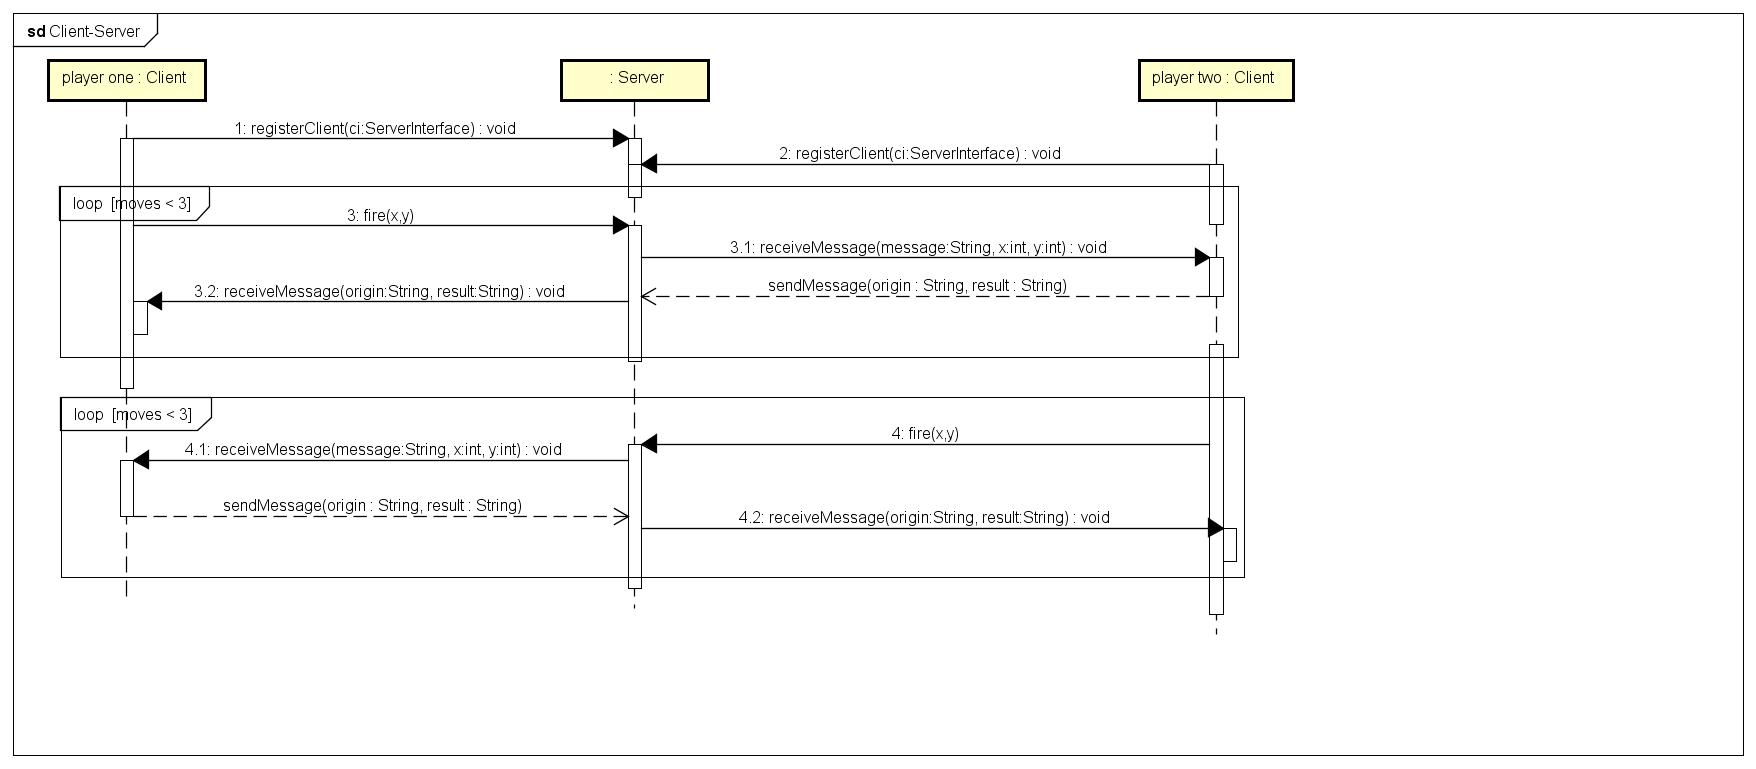 sd Client-Server
player one : Client
: Server
player two : Client
1: registerClient(ci:ServerInterface) : void
2: registerClient(ci:ServerInterface) : void
loop [moves < 3]
3: fire(x,y)
3.1: receiveMessage(message:String, x:int, y:int) : void
sendMessage(origin : String, result : String)
3.2: receiveMessage(origin:String, result:String) : void
loop [moves < 3]
4: fire(x,y)
4.1: receiveMessage(message:String, x:int, y:int) : void
sendMessage(origin : String, result : String)
4.2: receiveMessage(origin:String, result:String) : void